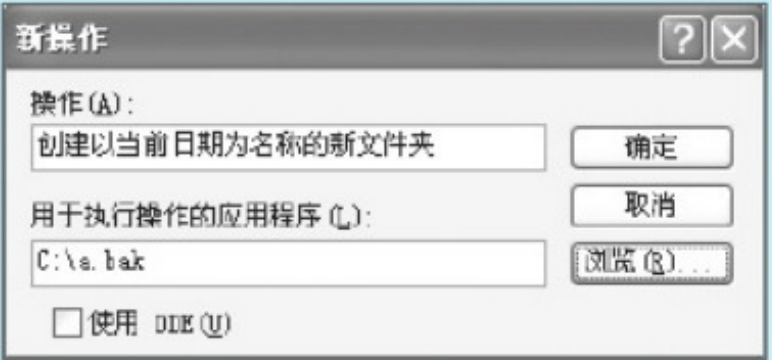 新操作
操作(A):
创建以当前日期为名称的新文件夹
确定
取消
用于执行操作的应用程序(L):
C:\a.bak
浏览(R)...
使用 DDE(U)